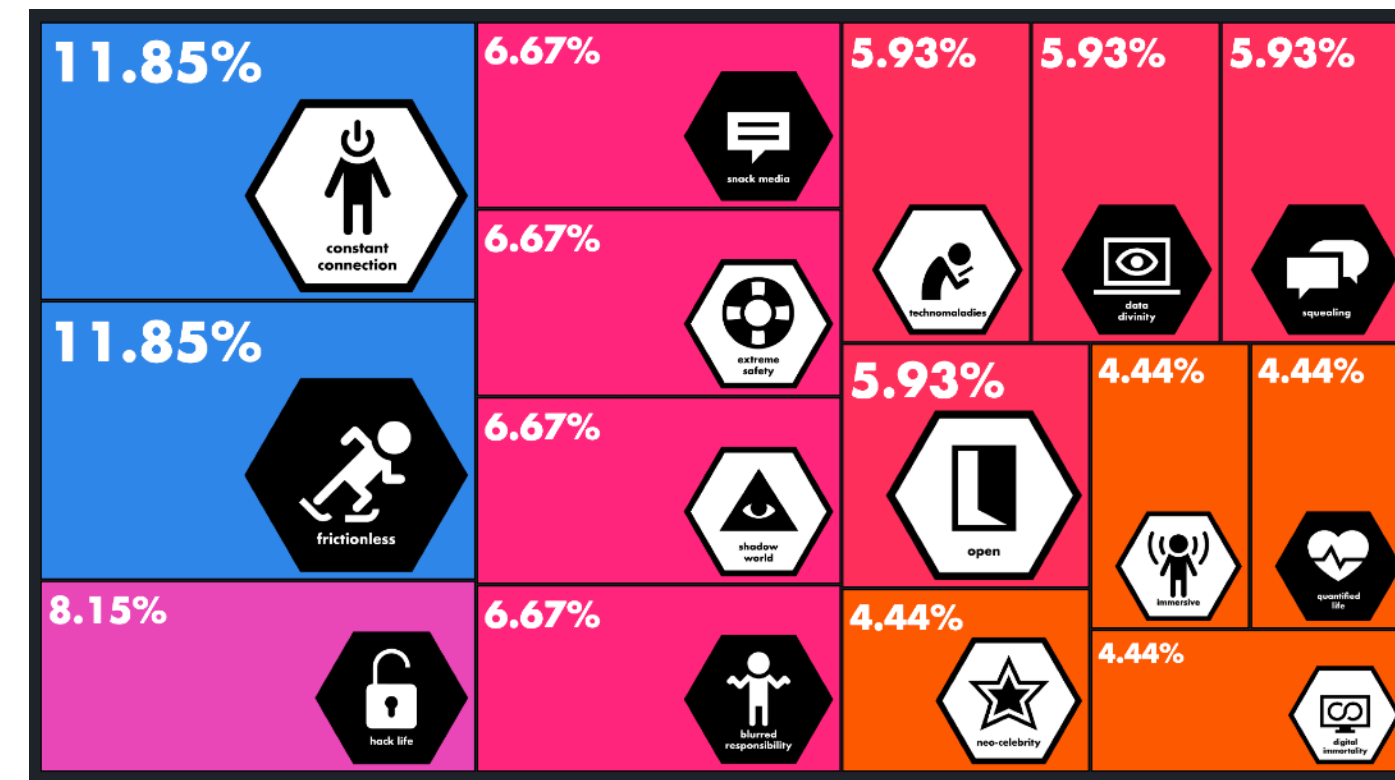 11.85%
constant
connection
11.85%
frictionless
8.15%
hack life
6.67%
snack media
6.67%
extreme
safety
6.67%
shadow
world
6.67%
blurred
responsibility
5.93%
technomaladies
5.93%
data
divinity
5.93%
squealing
5.93%
open
4.44%
immersive
4.44%
quantified
life
4.44%
neo-celebrity
4.44%
digital
immortality